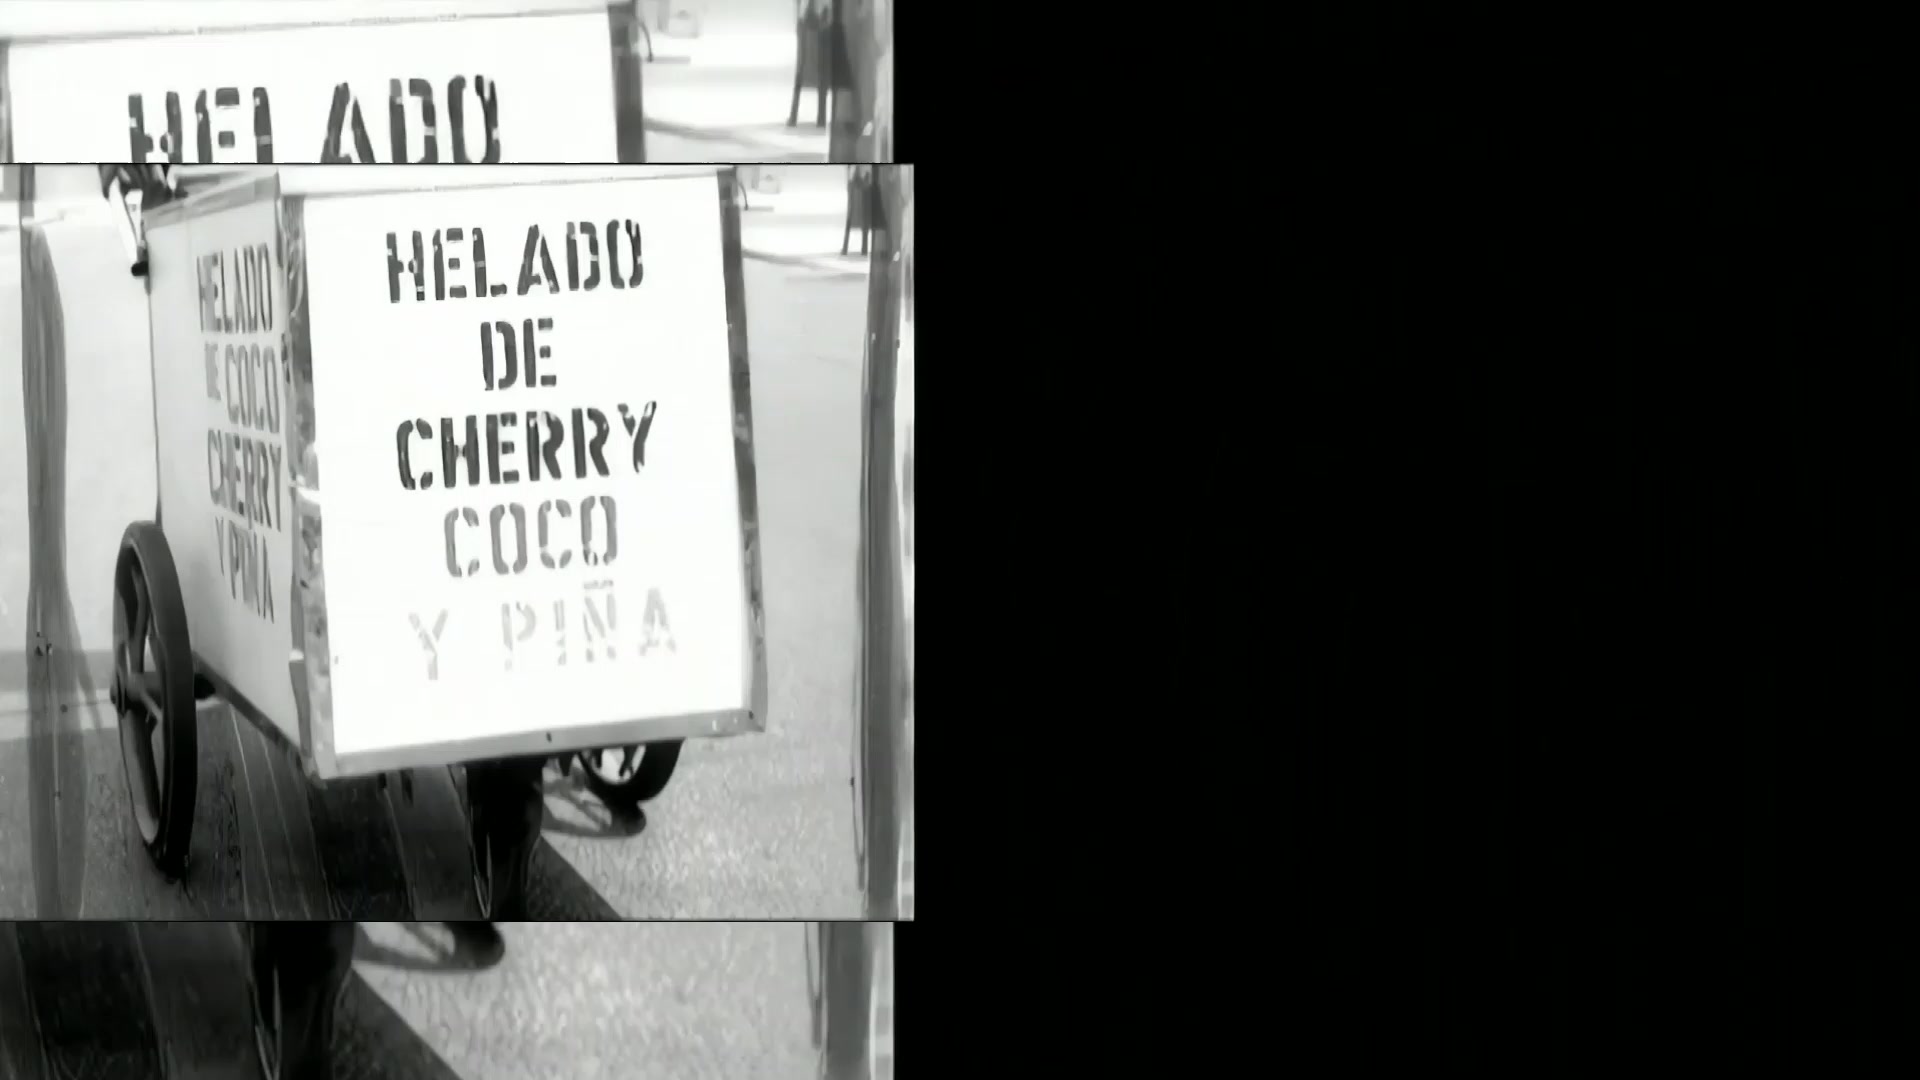 HELADO
HELADO
DE
CHERRY
COCO
Y PIÑA
HELADO
DE COCO
CHERRY
Y PIÑA